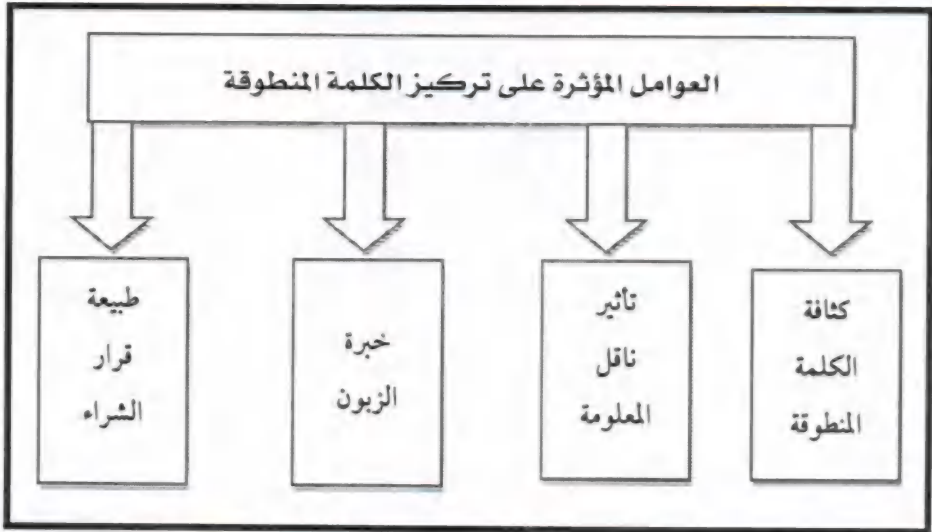 العوامل المؤثرة على تركيز الكلمة المنطوقة
كثافة
الكلمة
المنطوقة
تأثير
ناقل
المعلومة
خبرة
الزبون
طبيعة
قرار
الشراء